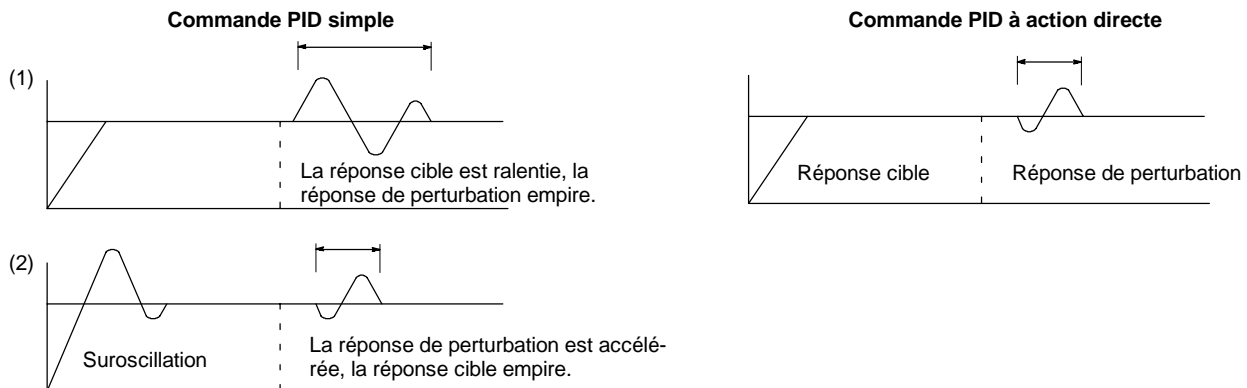 Commande PID simple
Commande PID à action directe
(1)
La réponse cible est ralentie, la
réponse de perturbation empire.
Réponse cible
Réponse de perturbation
(2)
Suroscillation
La réponse de perturbation est accélé-
rée, la réponse cible empire.